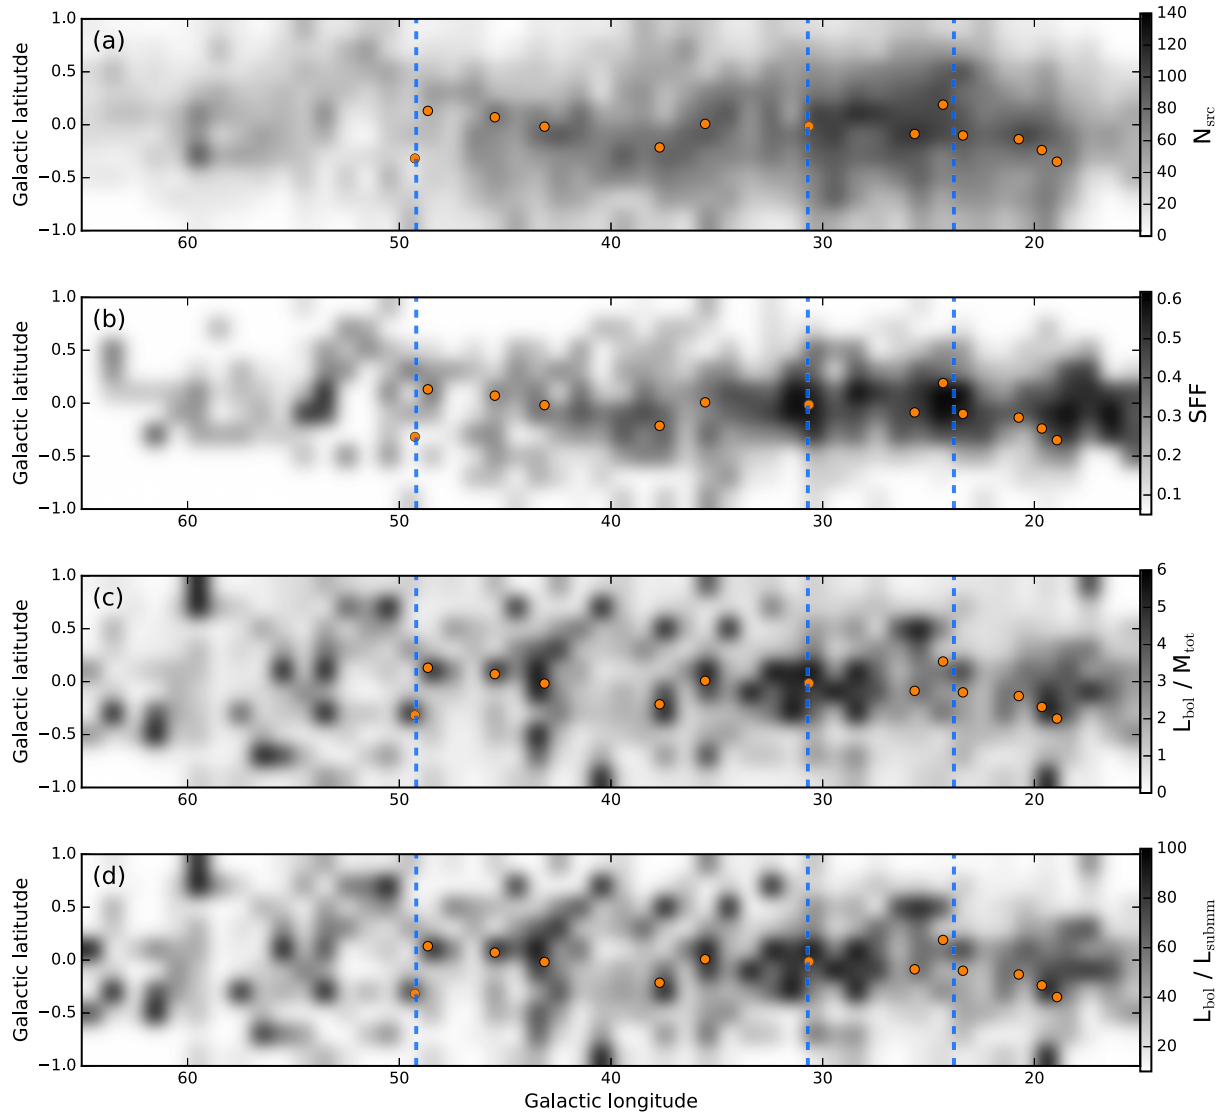 (a)
Galactic latitutde
1.0
0.5
0.0
−0.5
−1.0
60 50 40 30 20
140
120
100
80
60
40
20
0
N_src
(b)
Galactic latitutde
1.0
0.5
0.0
−0.5
−1.0
60 50 40 30 20
0.6
0.5
0.4
0.3
0.2
0.1
SFF
(c)
Galactic latitutde
1.0
0.5
0.0
−0.5
−1.0
60 50 40 30 20
6
5
4
3
2
1
0
L_bol / M_tot
(d)
Galactic latitutde
1.0
0.5
0.0
−0.5
−1.0
60 50 40 30 20
100
80
60
40
20
L_bol / L_submm
Galactic longitude